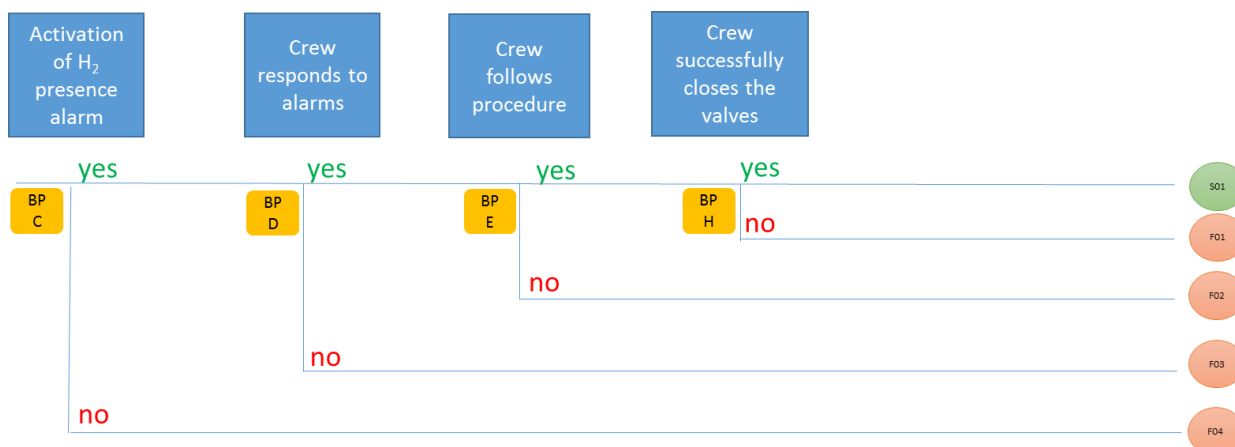 Activation
of H₂
presence
alarm
Crew
responds to
alarms
Crew
follows
procedure
Crew
successfully
closes the
valves
yes
yes
yes
yes
BP
C
BP
D
BP
E
BP
H
S01
no
F01
no
F02
no
F03
no
F04